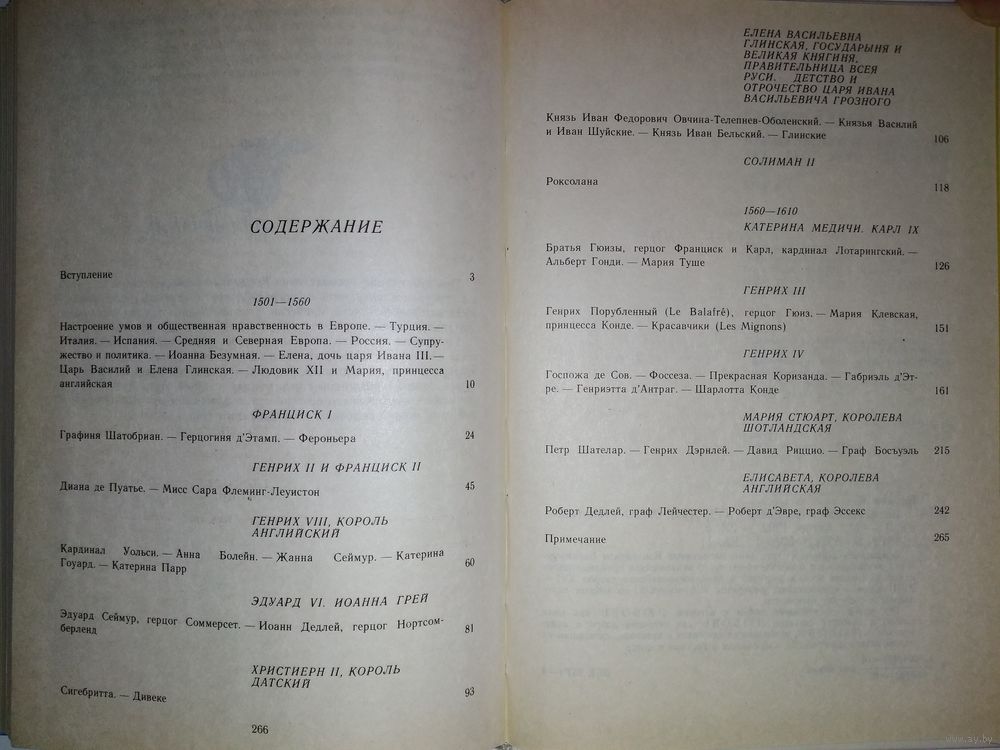 СОДЕРЖАНИЕ
Вступление 3
1501—1560
Настроение умов и общественная нравственность в Европе. — Турция. —
Италия. — Испания. — Средняя и Северная Европа. — Россия. — Супру-
жество и политика. — Иоанна Безумная. — Елена, дочь царя Ивана III. —
Царь Василий и Елена Глинская. — Людовик XII и Мария, принцесса
английская 10
ФРАНЦИСК I
Графиня Шатобриан. — Герцогиня д'Этамп. — Фероньера 24
ГЕНРИХ II И ФРАНЦИСК II
Диана де Пуатье. — Мисс Сара Флеминг-Леуистон 45
ГЕНРИХ VIII, КОРОЛЬ
АНГЛИЙСКИЙ
Кардинал Уольси. — Анна Болейн. — Жанна Сеймур. — Катерина
Гоуард. — Катерина Парр 60
ЭДУАРД VI. ИОАННА ГРЕЙ
Эдуард Сеймур, герцог Соммерсет. — Иоанн Дедлей, герцог Нортсом-
берленд 81
ХРИСТИЕРН II, КОРОЛЬ
ДАТСКИЙ
Сигебритта. — Дивеке 93
266
ЕЛЕНА ВАСИЛЬЕВНА
ГЛИНСКАЯ, ГОСУДАРЫНЯ И
ВЕЛИКАЯ КНЯГИНЯ,
ПРАВИТЕЛЬНИЦА ВСЕЯ
РУСИ. ДЕТСТВО И
ОТРОЧЕСТВО ЦАРЯ ИВАНА
ВАСИЛЬЕВИЧА ГРОЗНОГО
Князь Иван Федорович Овчина-Телепнев-Оболенский. — Князья Василий
и Иван Шуйские. — Князь Иван Бельский. — Глинские 106
СОЛИМАН II
Роксолана 118
1560—1610
КАТЕРИНА МЕДИЧИ. КАРЛ IX
Братья Гюизы, герцог Франциск и Карл, кардинал Лотарингский. —
Альберт Гонди. — Мария Туше 126
ГЕНРИХ III
Генрих Порубленный (Le Balafré), герцог Гюиз. — Мария Клевская,
принцесса Конде. — Красавчики (Les Mignons) 151
ГЕНРИХ IV
Госпожа де Сов. — Фоссеза. — Прекрасная Коризанда. — Габриэль д'Эт-
ре. — Генриэтта д'Антраг. — Шарлотта Конде 161
МАРИЯ СТЮАРТ, КОРОЛЕВА
ШОТЛАНДСКАЯ
Петр Шателар. — Генрих Дэрнлей. — Давид Риццио. — Граф Босъуэль 215
ЕЛИСАВЕТА, КОРОЛЕВА
АНГЛИЙСКАЯ
Роберт Дедлей, граф Лейчестер. — Роберт д'Эвре, граф Эссекс 242
Примечание 265
www.ay.by